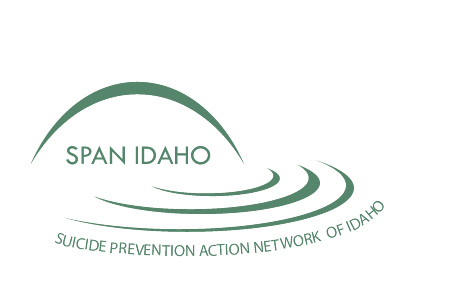 SPAN IDAHO
SUICIDE PREVENTION ACTION NETWORK OF IDAHO